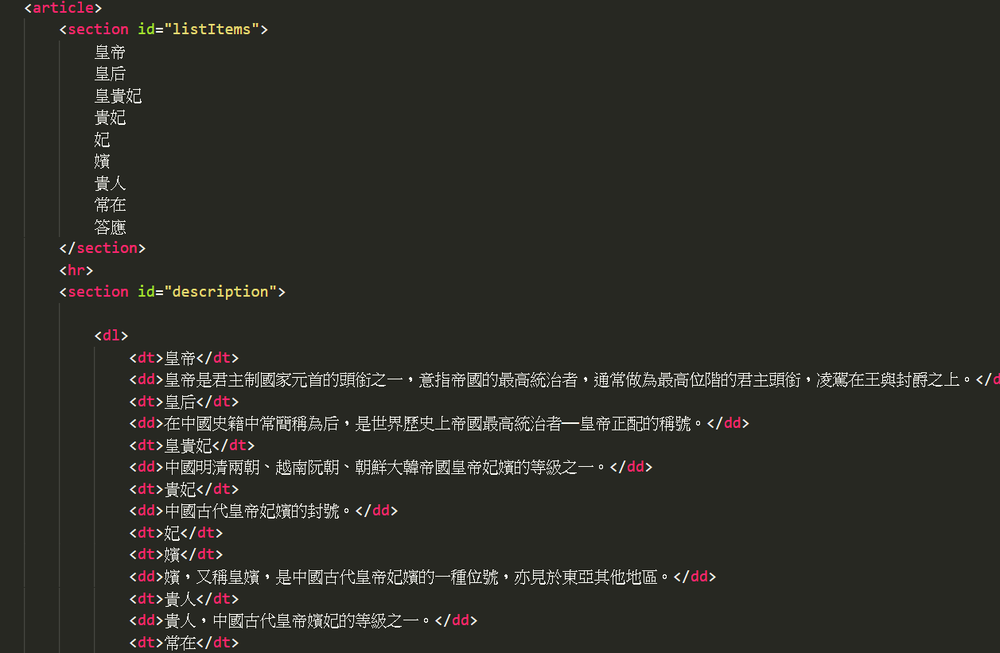 <article>
<section id="listItems">
皇帝
皇后
皇貴妃
貴妃
妃
嬪
貴人
常在
答應
</section>
<hr>
<section id="description">
<dl>
<dt>皇帝</dt>
<dd>皇帝是君主制國家元首的頭銜之一，意指帝國的最高統治者，通常做為最高位階的君主頭銜，凌駕在王與封爵之上。</d
<dt>皇后</dt>
<dd>在中國史籍中常簡稱為后，是世界歷史上帝國最高統治者──皇帝正配的稱號。</dd>
<dt>皇貴妃</dt>
<dd>中國明清兩朝、越南阮朝、朝鮮大韓帝國皇帝妃嬪的等級之一。</dd>
<dt>貴妃</dt>
<dd>中國古代皇帝妃嬪的封號。</dd>
<dt>妃</dt>
<dt>嬪</dt>
<dd>嬪，又稱皇嬪，是中國古代皇帝妃嬪的一種位號，亦見於東亞其他地區。</dd>
<dt>貴人</dt>
<dd>貴人，中國古代皇帝嬪妃的等級之一。</dd>
<dt>常在</dt>